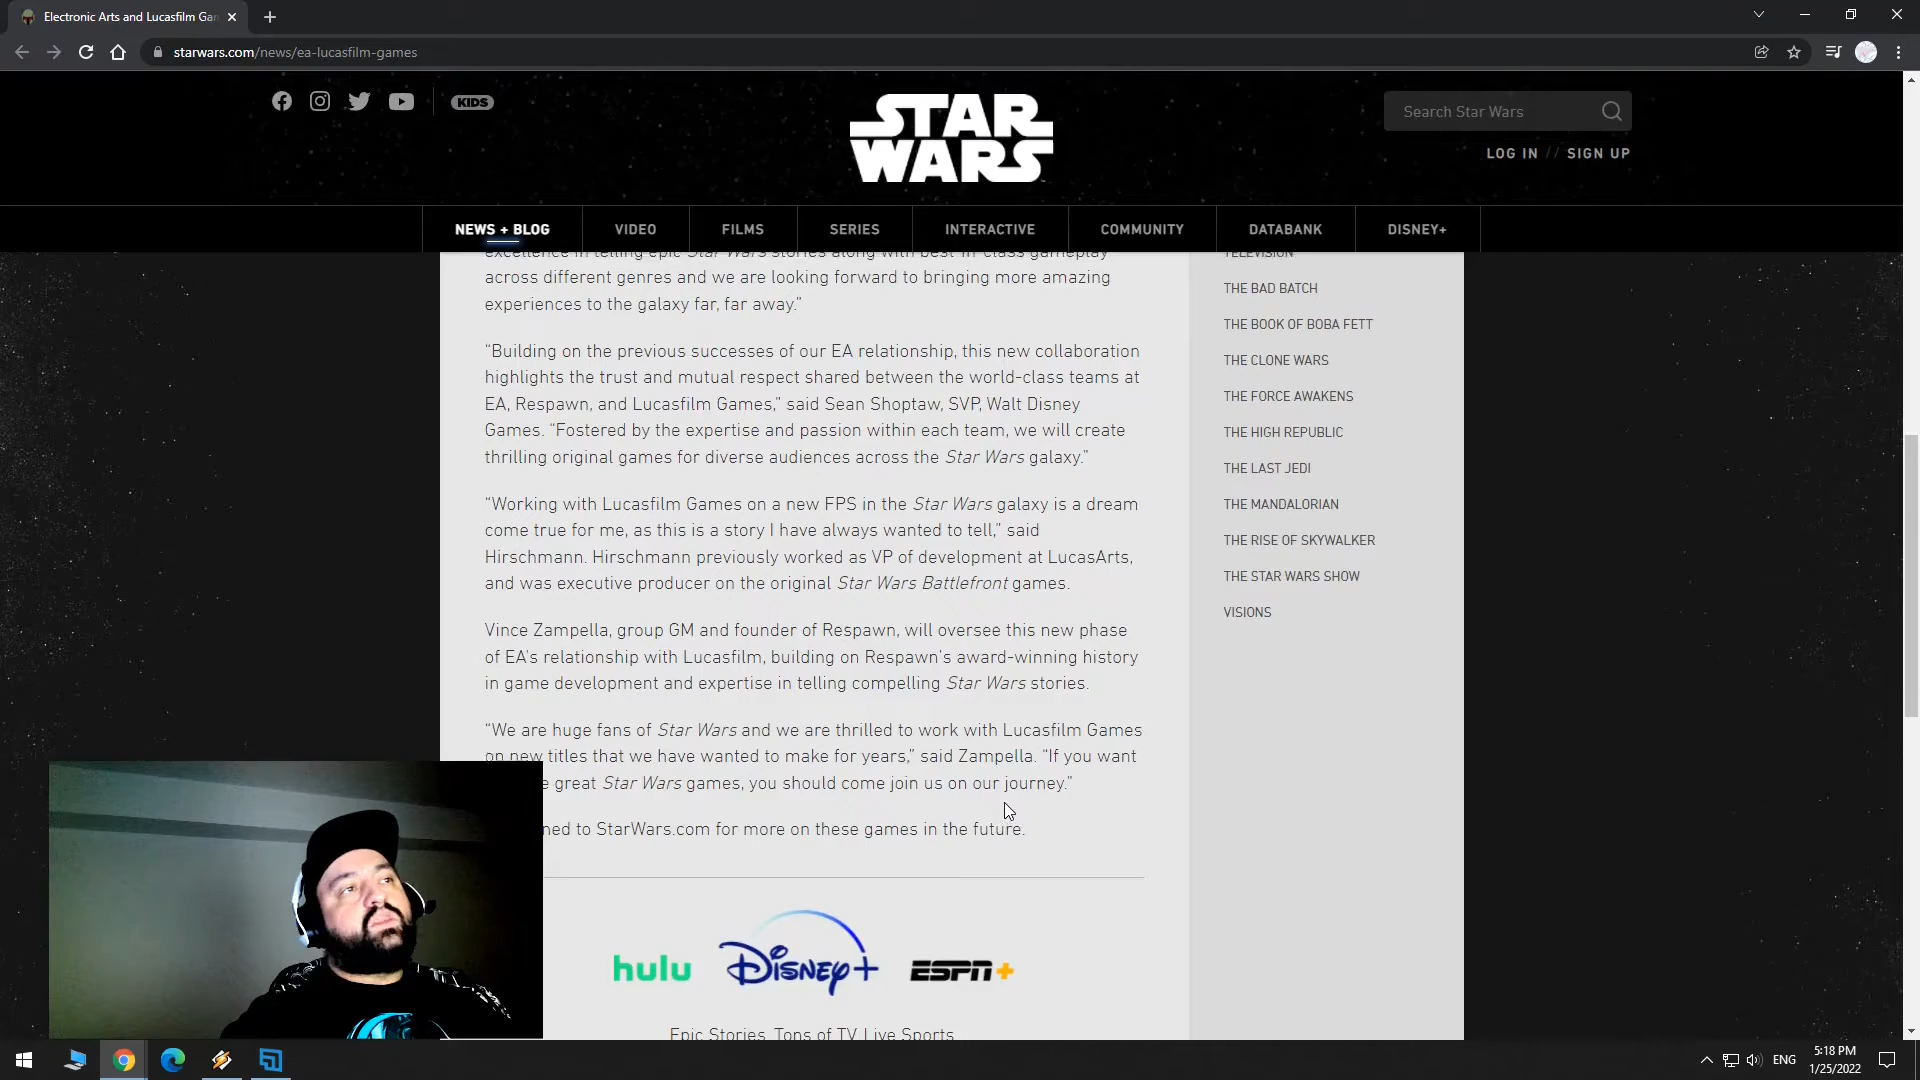 Electronic Arts and Lucasfilm Gar
starwars.com/news/ea-lucasfilm-games
KIDS
STAR
WARS
Search Star Wars
LOG IN // SIGN UP
NEWS + BLOG
VIDEO
FILMS
SERIES
INTERACTIVE
COMMUNITY
DATABANK
DISNEY+
excellence in telling epic Star Wars stories along with best-in-class gameplay
across different genres and we are looking forward to bringing more amazing
experiences to the galaxy far, far away.”
“Building on the previous successes of our EA relationship, this new collaboration
highlights the trust and mutual respect shared between the world-class teams at
EA, Respawn, and Lucasfilm Games,” said Sean Shoptaw, SVP, Walt Disney
Games. “Fostered by the expertise and passion within each team, we will create
thrilling original games for diverse audiences across the Star Wars galaxy.”
“Working with Lucasfilm Games on a new FPS in the Star Wars galaxy is a dream
come true for me, as this is a story I have always wanted to tell,” said
Hirschmann. Hirschmann previously worked as VP of development at LucasArts,
and was executive producer on the original Star Wars Battlefront games.
Vince Zampella, group GM and founder of Respawn, will oversee this new phase
of EA’s relationship with Lucasfilm, building on Respawn’s award-winning history
in game development and expertise in telling compelling Star Wars stories.
“We are huge fans of Star Wars and we are thrilled to work with Lucasfilm Games
on new titles that we have wanted to make for years,” said Zampella. “If you want
great Star Wars games, you should come join us on our journey.”
ned to StarWars.com for more on these games in the future.
TELEVISION
THE BAD BATCH
THE BOOK OF BOBA FETT
THE CLONE WARS
THE FORCE AWAKENS
THE HIGH REPUBLIC
THE LAST JEDI
THE MANDALORIAN
THE RISE OF SKYWALKER
THE STAR WARS SHOW
VISIONS
hulu
Disney+
ESPN+
Epic Stories, Tons of TV, Live Sports
ENG
5:18 PM
1/25/2022